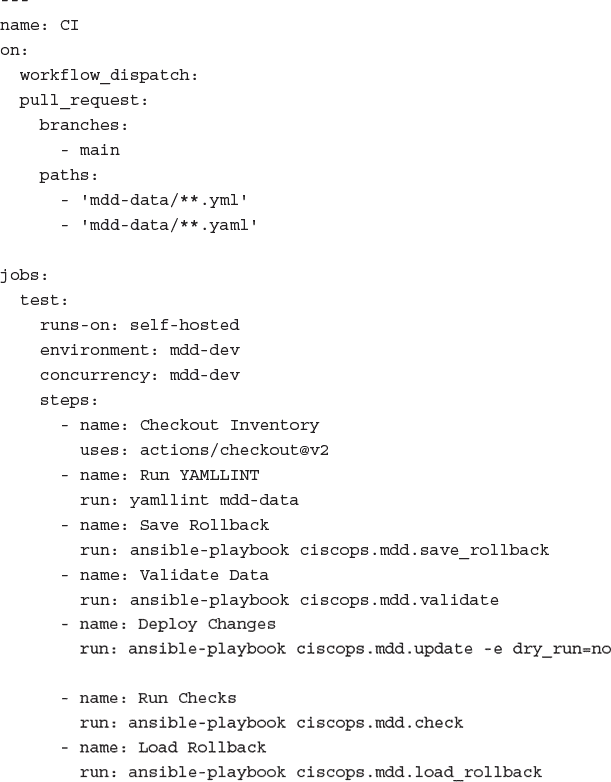 ---
name: CI
on:
  workflow_dispatch:
  pull_request:
    branches:
      - main
    paths:
      - 'mdd-data/**.yml'
      - 'mdd-data/**.yaml'

jobs:
  test:
    runs-on: self-hosted
    environment: mdd-dev
    concurrency: mdd-dev
    steps:
      - name: Checkout Inventory
        uses: actions/checkout@v2
      - name: Run YAMLLINT
        run: yamllint mdd-data
      - name: Save Rollback
        run: ansible-playbook ciscops.mdd.save_rollback
      - name: Validate Data
        run: ansible-playbook ciscops.mdd.validate
      - name: Deploy Changes
        run: ansible-playbook ciscops.mdd.update -e dry_run=no

      - name: Run Checks
        run: ansible-playbook ciscops.mdd.check
      - name: Load Rollback
        run: ansible-playbook ciscops.mdd.load_rollback